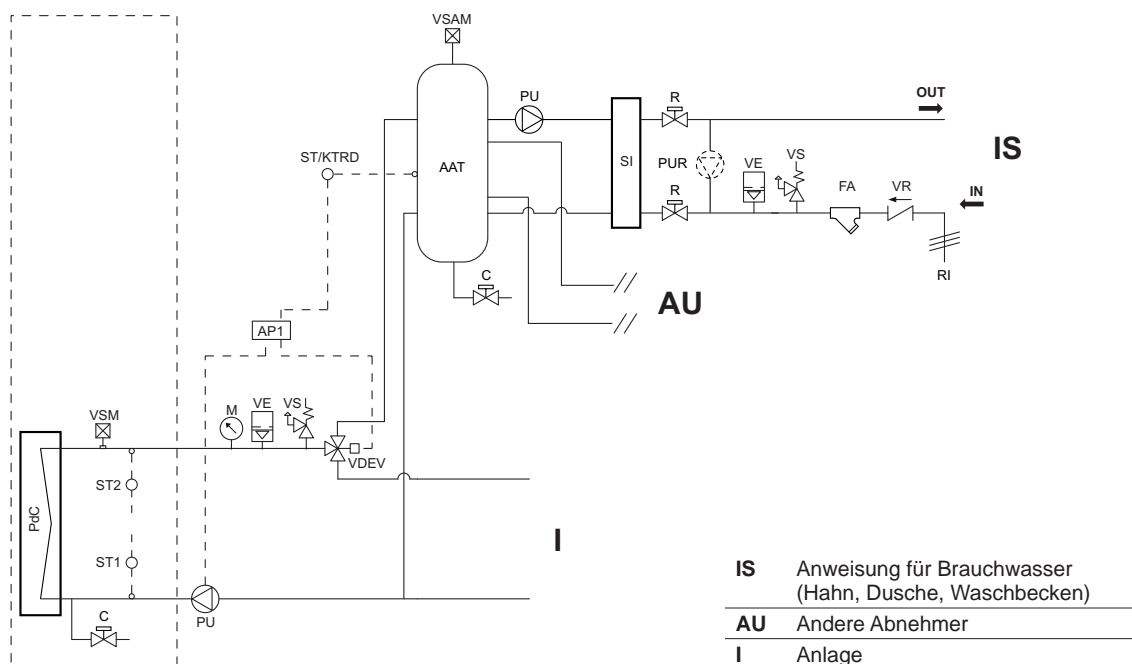 VSAM
PU
R
OUT
IS
ST/KTRD
AAT
SI
PUR
VE
VS
FA
VR
IN
R
RI
C
AU
AP1
VSM
M
VE
VS
VDEV
PdC
ST2
ST1
I
C
PU
IS Anweisung für Brauchwasser
(Hahn, Dusche, Waschbecken)
AU Andere Abnehmer
I Anlage